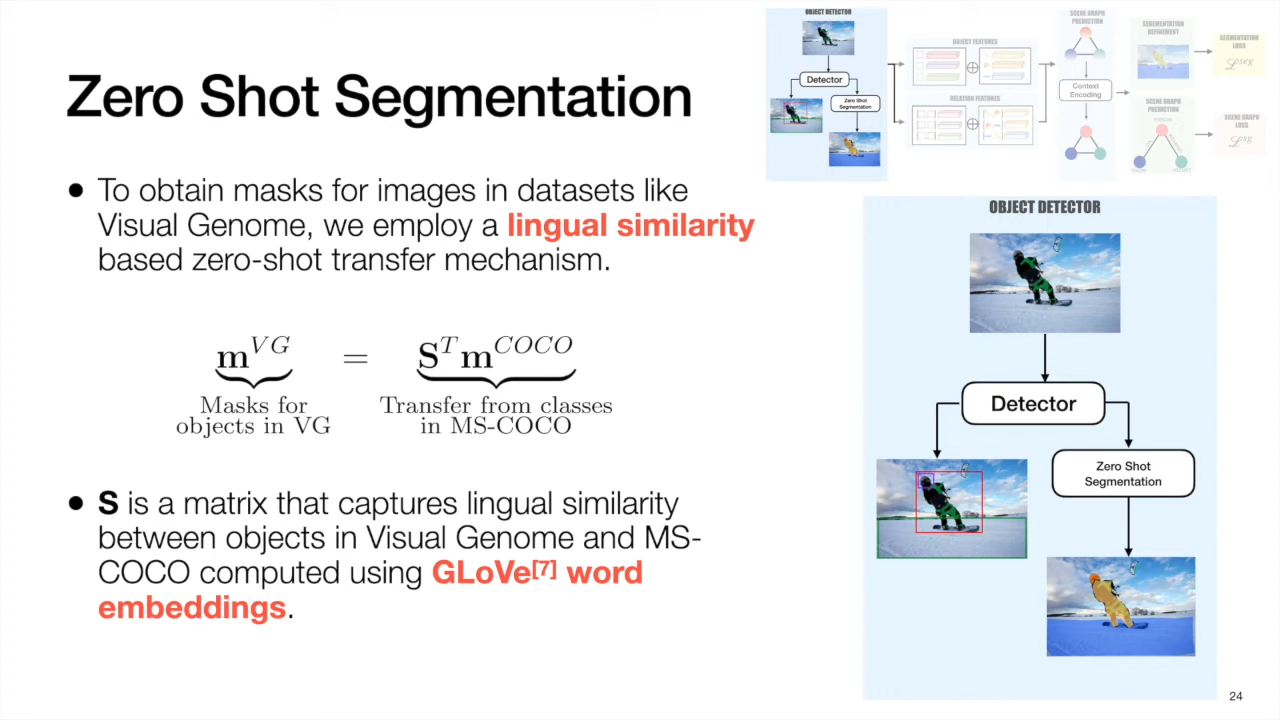 Zero Shot Segmentation
• To obtain masks for images in datasets like
Visual Genome, we employ a lingual similarity
based zero-shot transfer mechanism.
m^{VG} = S^T m^{COCO}
Masks for
objects in VG
Transfer from classes
in MS-COCO
• S is a matrix that captures lingual similarity
between objects in Visual Genome and MS-
COCO computed using GLoVe[7] word
embeddings.
OBJECT DETECTOR
Detector
Zero Shot
Segmentation
OBJECT FEATURES
RELATION FEATURES
SCENE GRAPH
PREDICTION
Context
Encoding
SEGMENTATION
REFINEMENT
SCENE GRAPH
PREDICTION
SEGMENTATION
LOSS
ℒ^{seg}
SCENE GRAPH
LOSS
ℒ^{sg}
OBJECT DETECTOR
Detector
Zero Shot
Segmentation
24